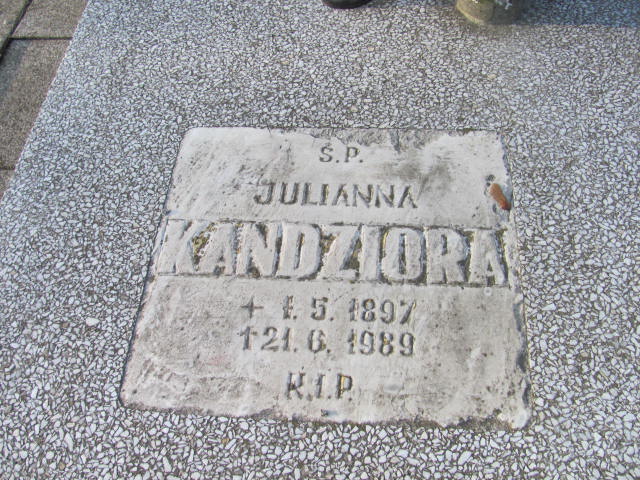 Ś.P.
JULIANNA
KANDZIORA
+ 1.5.1897
†21.6.1989
R.I.P.